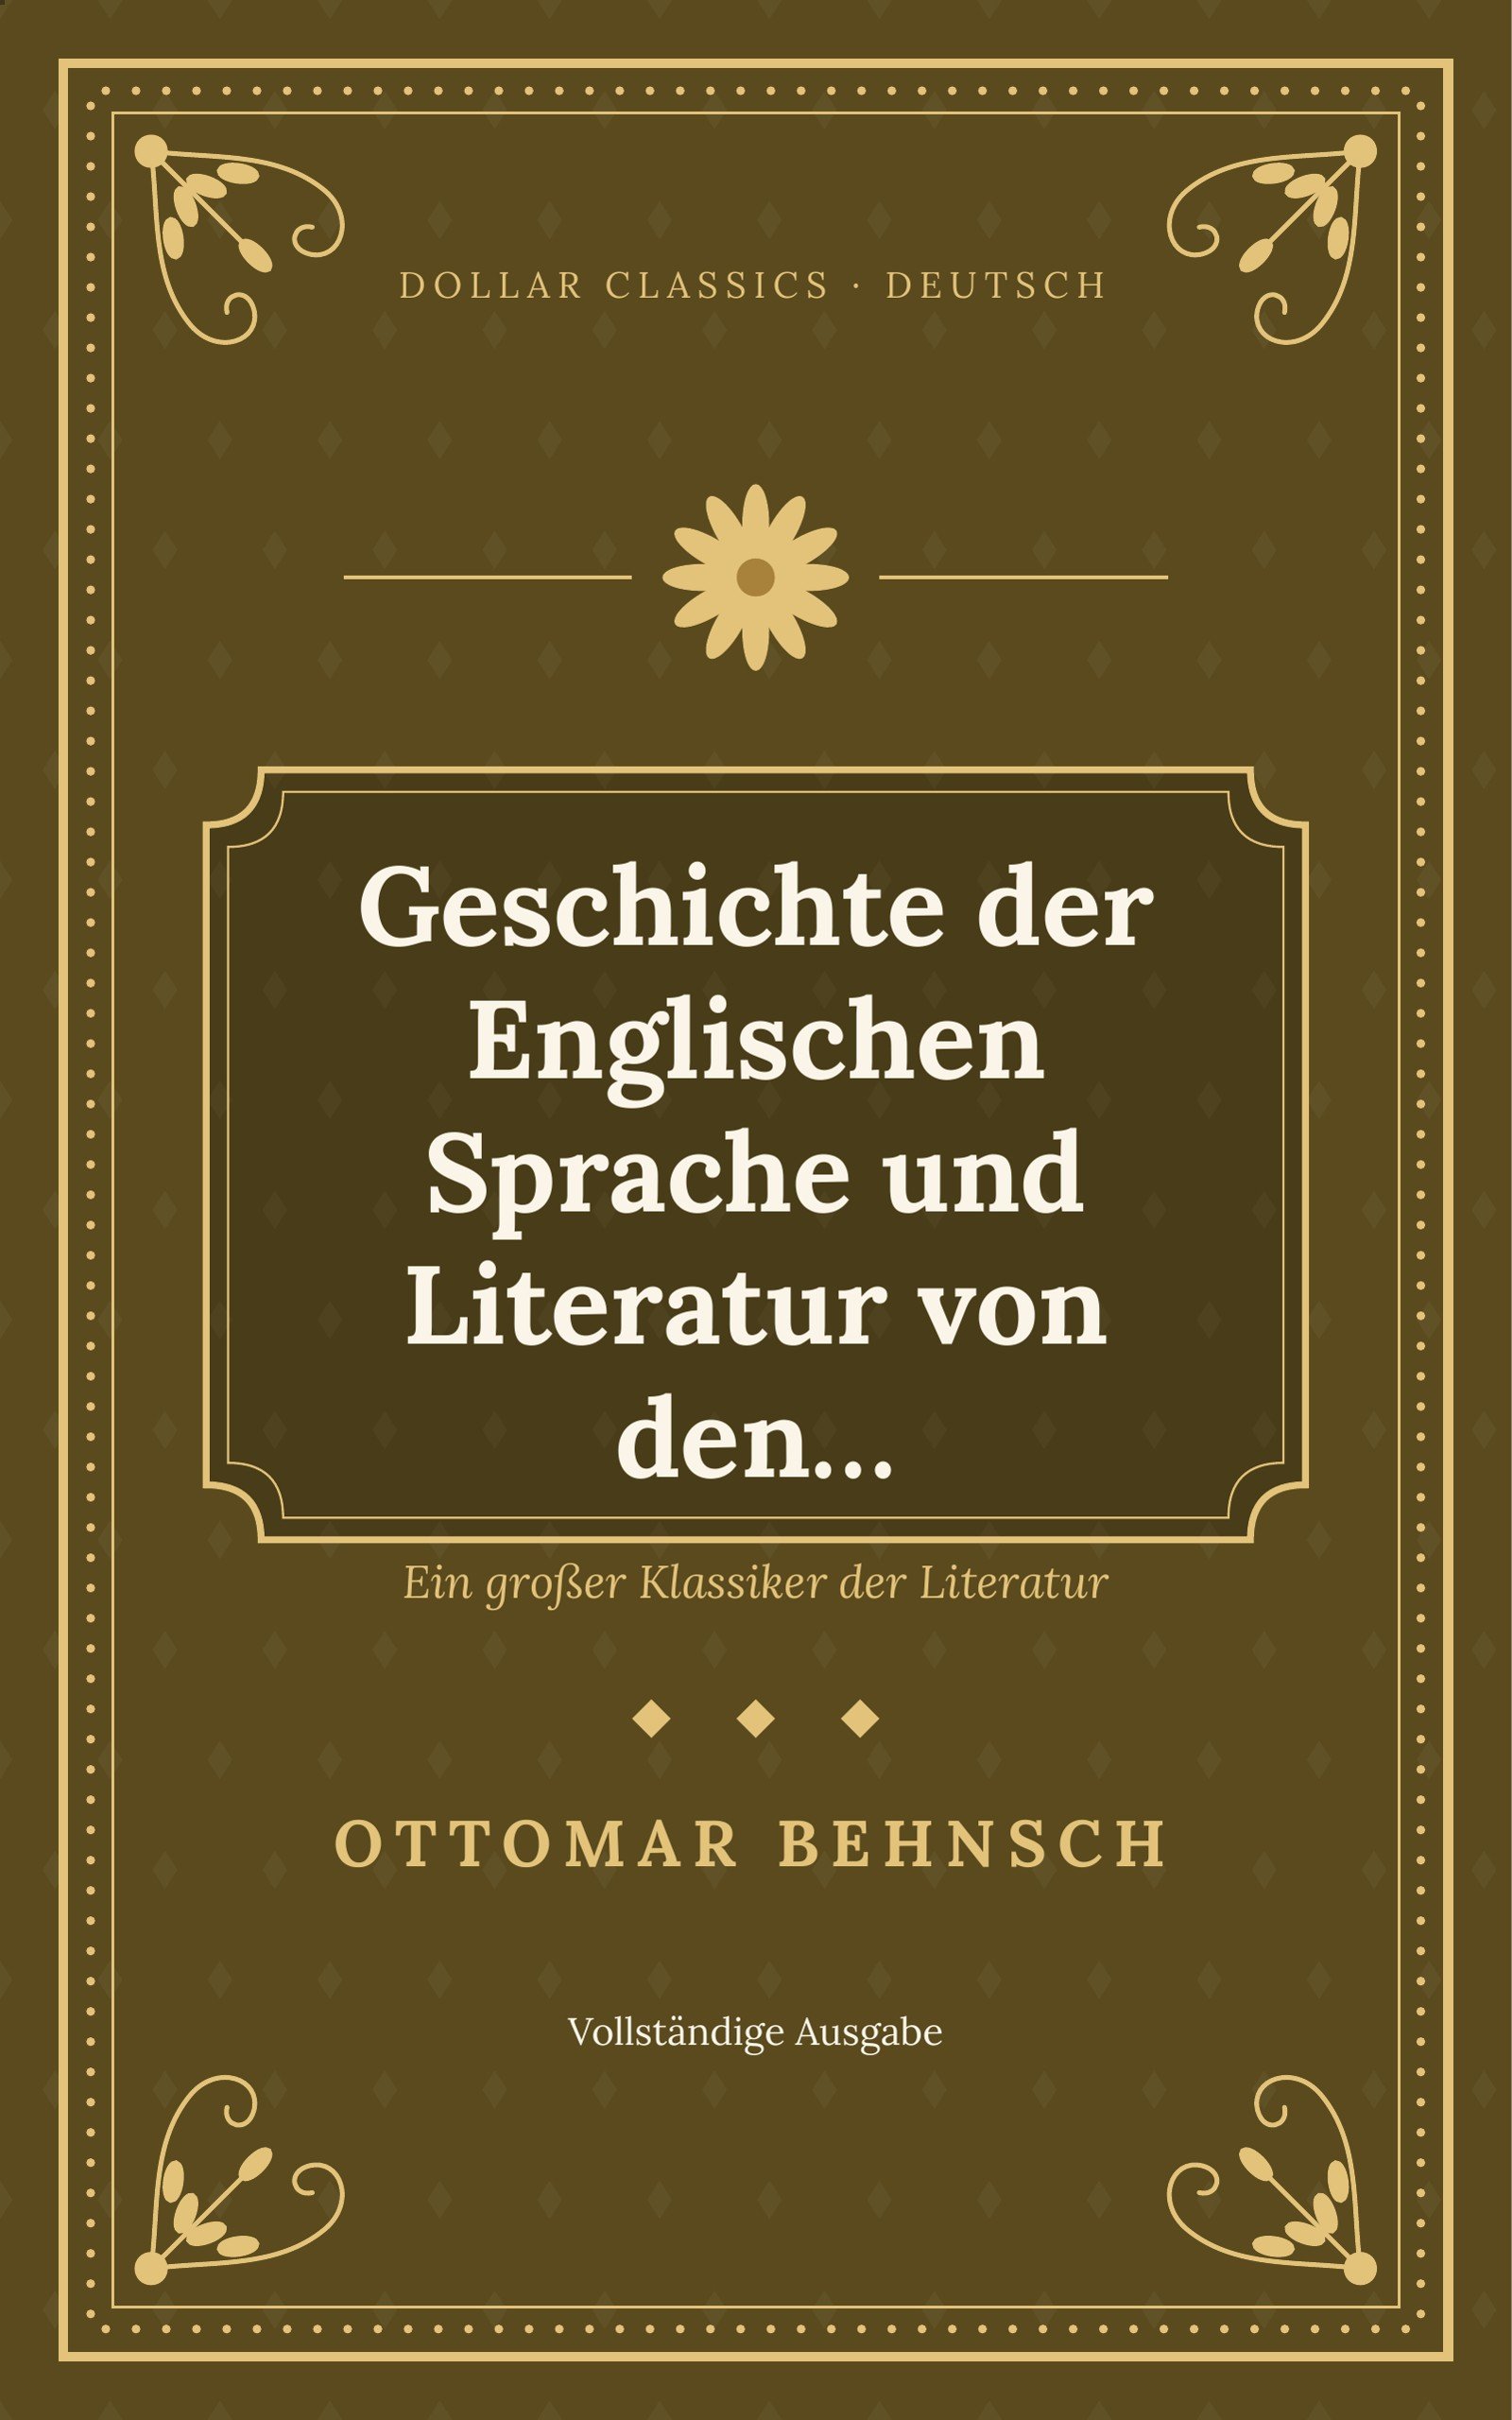 DOLLAR CLASSICS · DEUTSCH
Geschichte der
Englischen
Sprache und
Literatur von
den...
Ein großer Klassiker der Literatur
OTTOMAR BEHNSCH
Vollständige Ausgabe